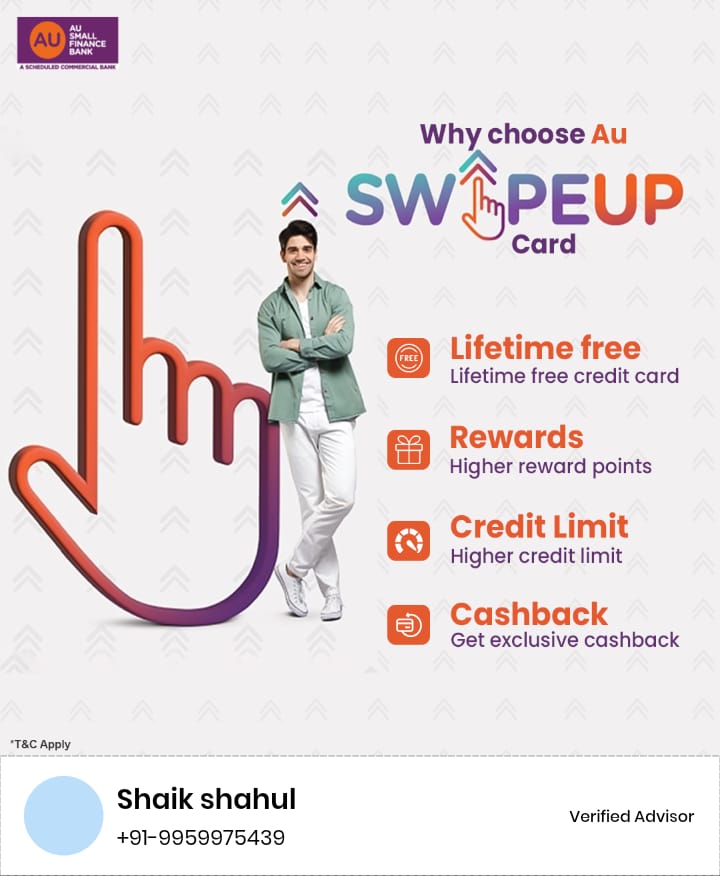 AU
AU
SMALL
FINANCE
BANK
A SCHEDULED COMMERCIAL BANK
Why choose Au
SWIPEUP
Card
FREE
Lifetime free
Lifetime free credit card
Rewards
Higher reward points
Credit Limit
Higher credit limit
Cashback
Get exclusive cashback
*T&C Apply
Shaik shahul
+91-9959975439
Verified Advisor